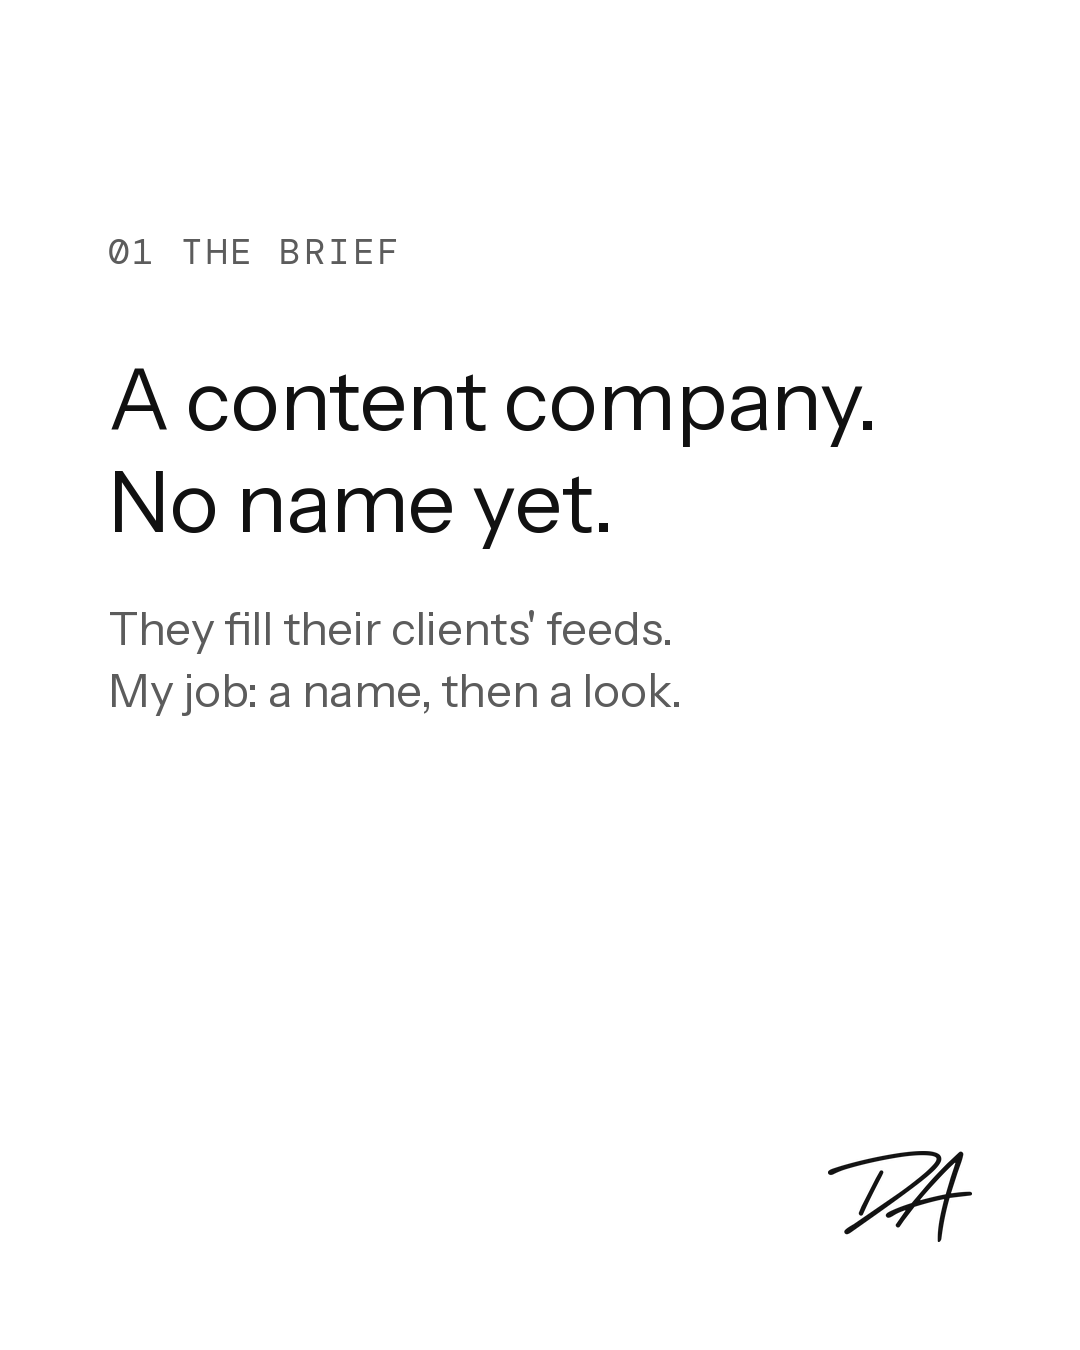 01 THE BRIEF
A content company.
No name yet.
They fill their clients' feeds.
My job: a name, then a look.
DA